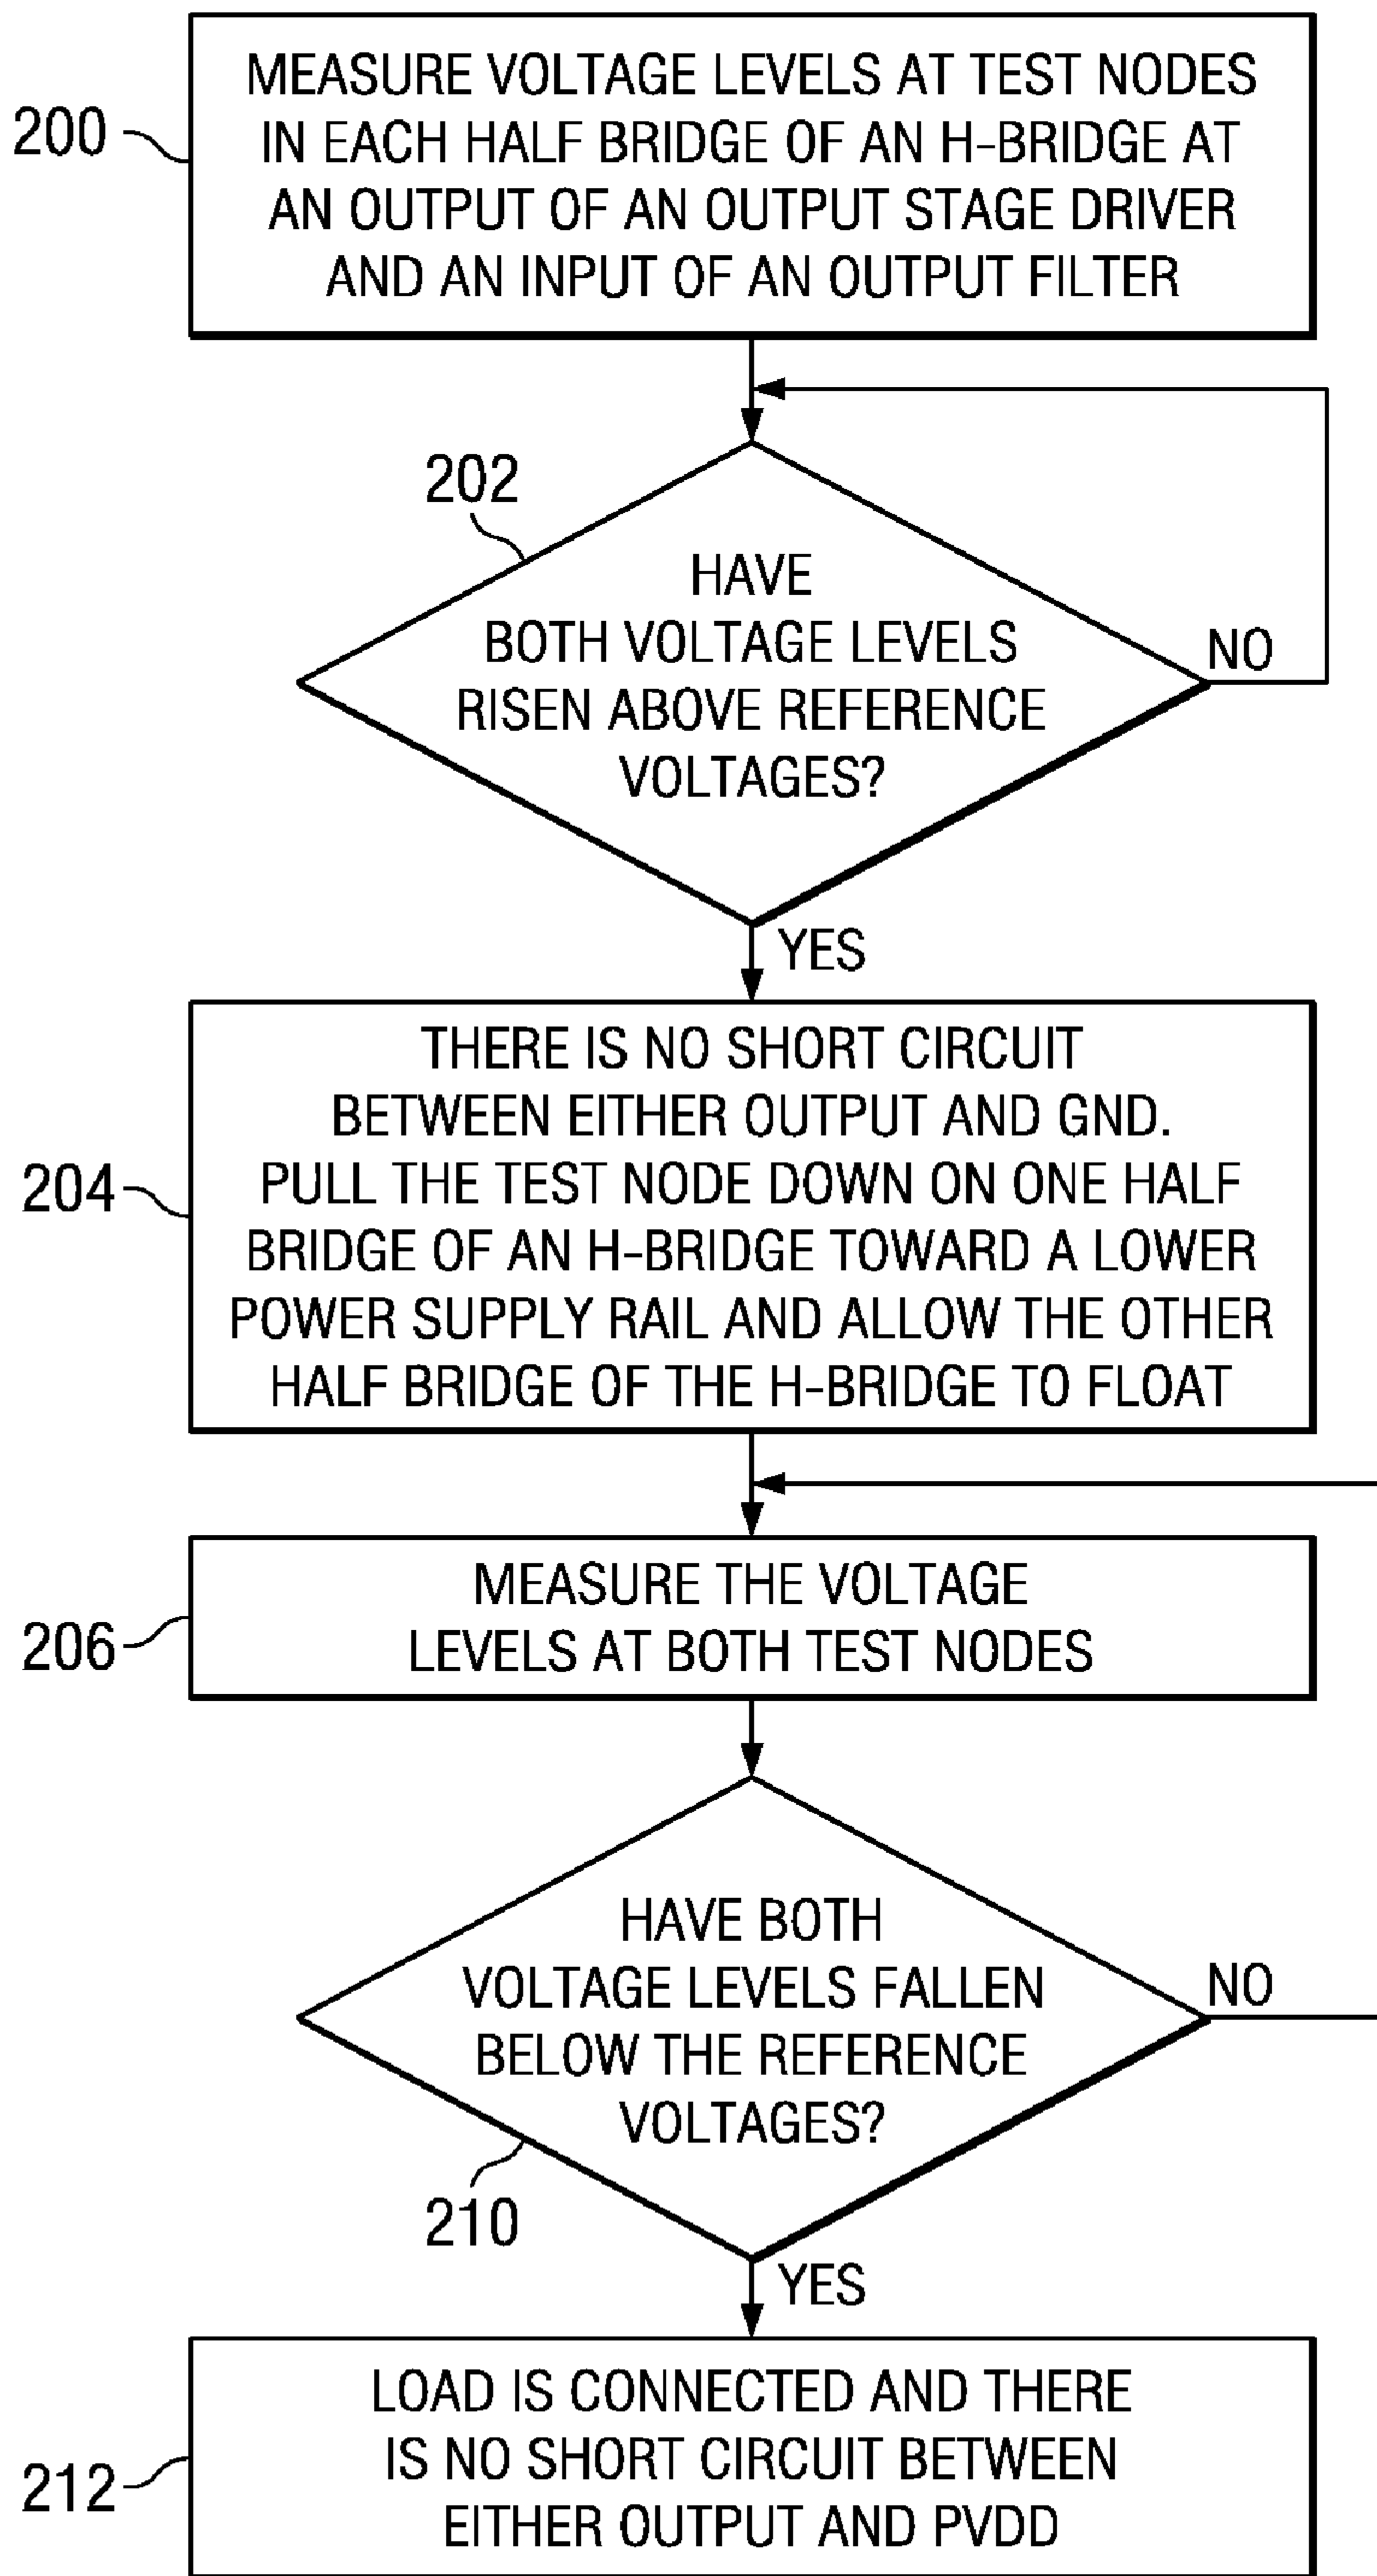 200
MEASURE VOLTAGE LEVELS AT TEST NODES
IN EACH HALF BRIDGE OF AN H-BRIDGE AT
AN OUTPUT OF AN OUTPUT STAGE DRIVER
AND AN INPUT OF AN OUTPUT FILTER
202
HAVE
BOTH VOLTAGE LEVELS
RISEN ABOVE REFERENCE
VOLTAGES?
NO
YES
204
THERE IS NO SHORT CIRCUIT
BETWEEN EITHER OUTPUT AND GND.
PULL THE TEST NODE DOWN ON ONE HALF
BRIDGE OF AN H-BRIDGE TOWARD A LOWER
POWER SUPPLY RAIL AND ALLOW THE OTHER
HALF BRIDGE OF THE H-BRIDGE TO FLOAT
206
MEASURE THE VOLTAGE
LEVELS AT BOTH TEST NODES
HAVE BOTH
VOLTAGE LEVELS FALLEN
BELOW THE REFERENCE
VOLTAGES?
NO
210
YES
212
LOAD IS CONNECTED AND THERE
IS NO SHORT CIRCUIT BETWEEN
EITHER OUTPUT AND PVDD